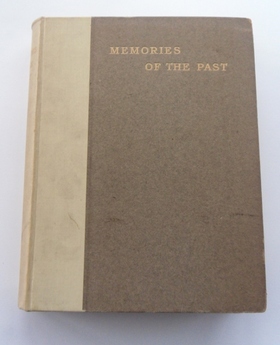 MEMORIES
OF THE PAST